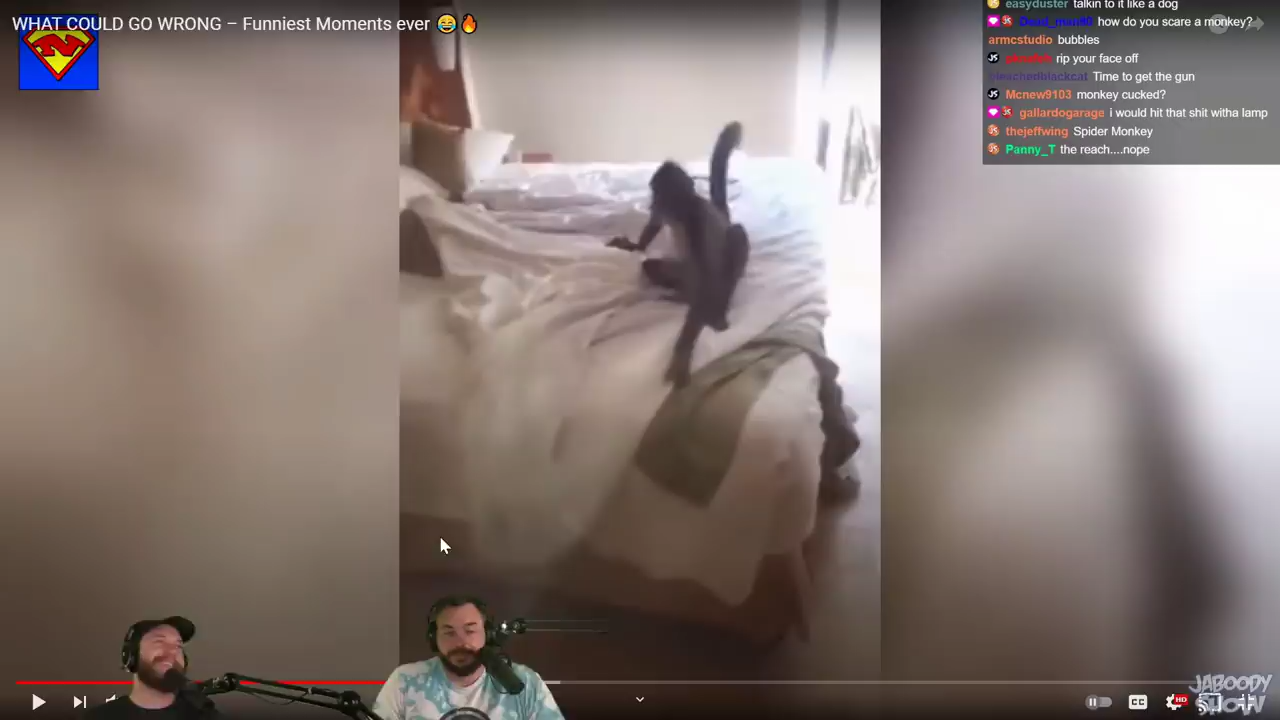 WHAT COULD GO WRONG – Funniest Moments ever 😂🔥
easyduster talkin to it like a dog
how do you scare a monkey?
armcstudio bubbles
rip your face off
Time to get the gun
Mcnew9103 monkey cucked?
gallardogarage i would hit that shit witha lamp
thejeffwing Spider Monkey
Panny_T the reach....nope
CC
HD
JABOODY
SHOW